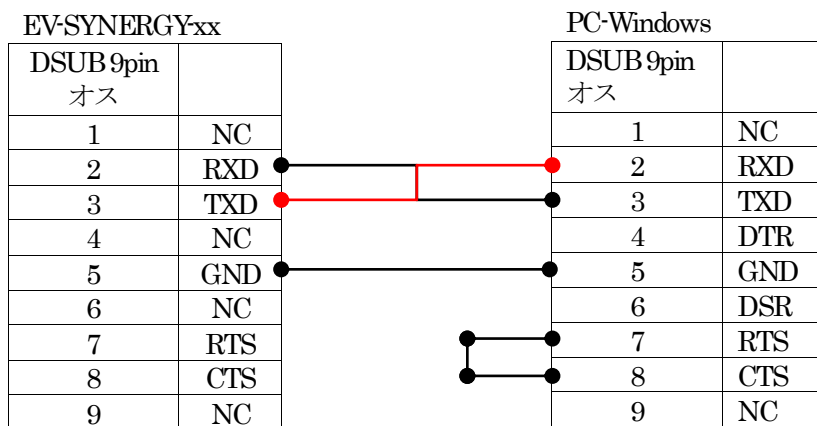 EV-SYNERGY-xx
DSUB 9pin
オス
1 NC
2 RXD
3 TXD
4 NC
5 GND
6 NC
7 RTS
8 CTS
9 NC
PC-Windows
DSUB 9pin
オス
1 NC
2 RXD
3 TXD
4 DTR
5 GND
6 DSR
7 RTS
8 CTS
9 NC